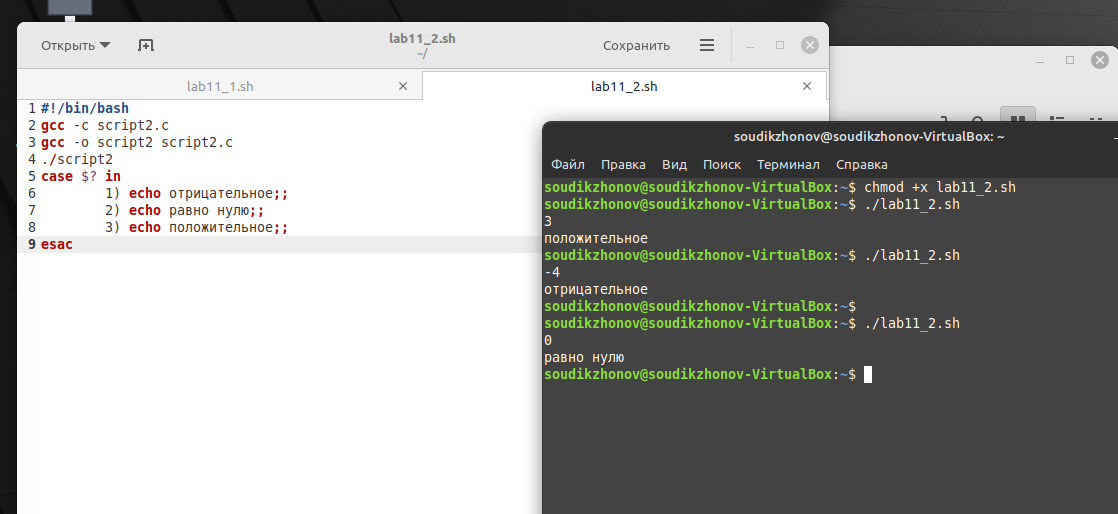 Открыть
lab11_2.sh
~/
Сохранить
lab11_1.sh
lab11_2.sh
1 #!/bin/bash
2 gcc -c script2.c
3 gcc -o script2 script2.c
4 ./script2
5 case $? in
6 1) echo отрицательное;;
7 2) echo равно нулю;;
8 3) echo положительное;;
9 esac
soudikzhonov@soudikzhonov-VirtualBox: ~
Файл Правка Вид Поиск Терминал Справка
soudikzhonov@soudikzhonov-VirtualBox:~$ chmod +x lab11_2.sh
soudikzhonov@soudikzhonov-VirtualBox:~$ ./lab11_2.sh
3
положительное
soudikzhonov@soudikzhonov-VirtualBox:~$ ./lab11_2.sh
-4
отрицательное
soudikzhonov@soudikzhonov-VirtualBox:~$
soudikzhonov@soudikzhonov-VirtualBox:~$ ./lab11_2.sh
0
равно нулю
soudikzhonov@soudikzhonov-VirtualBox:~$